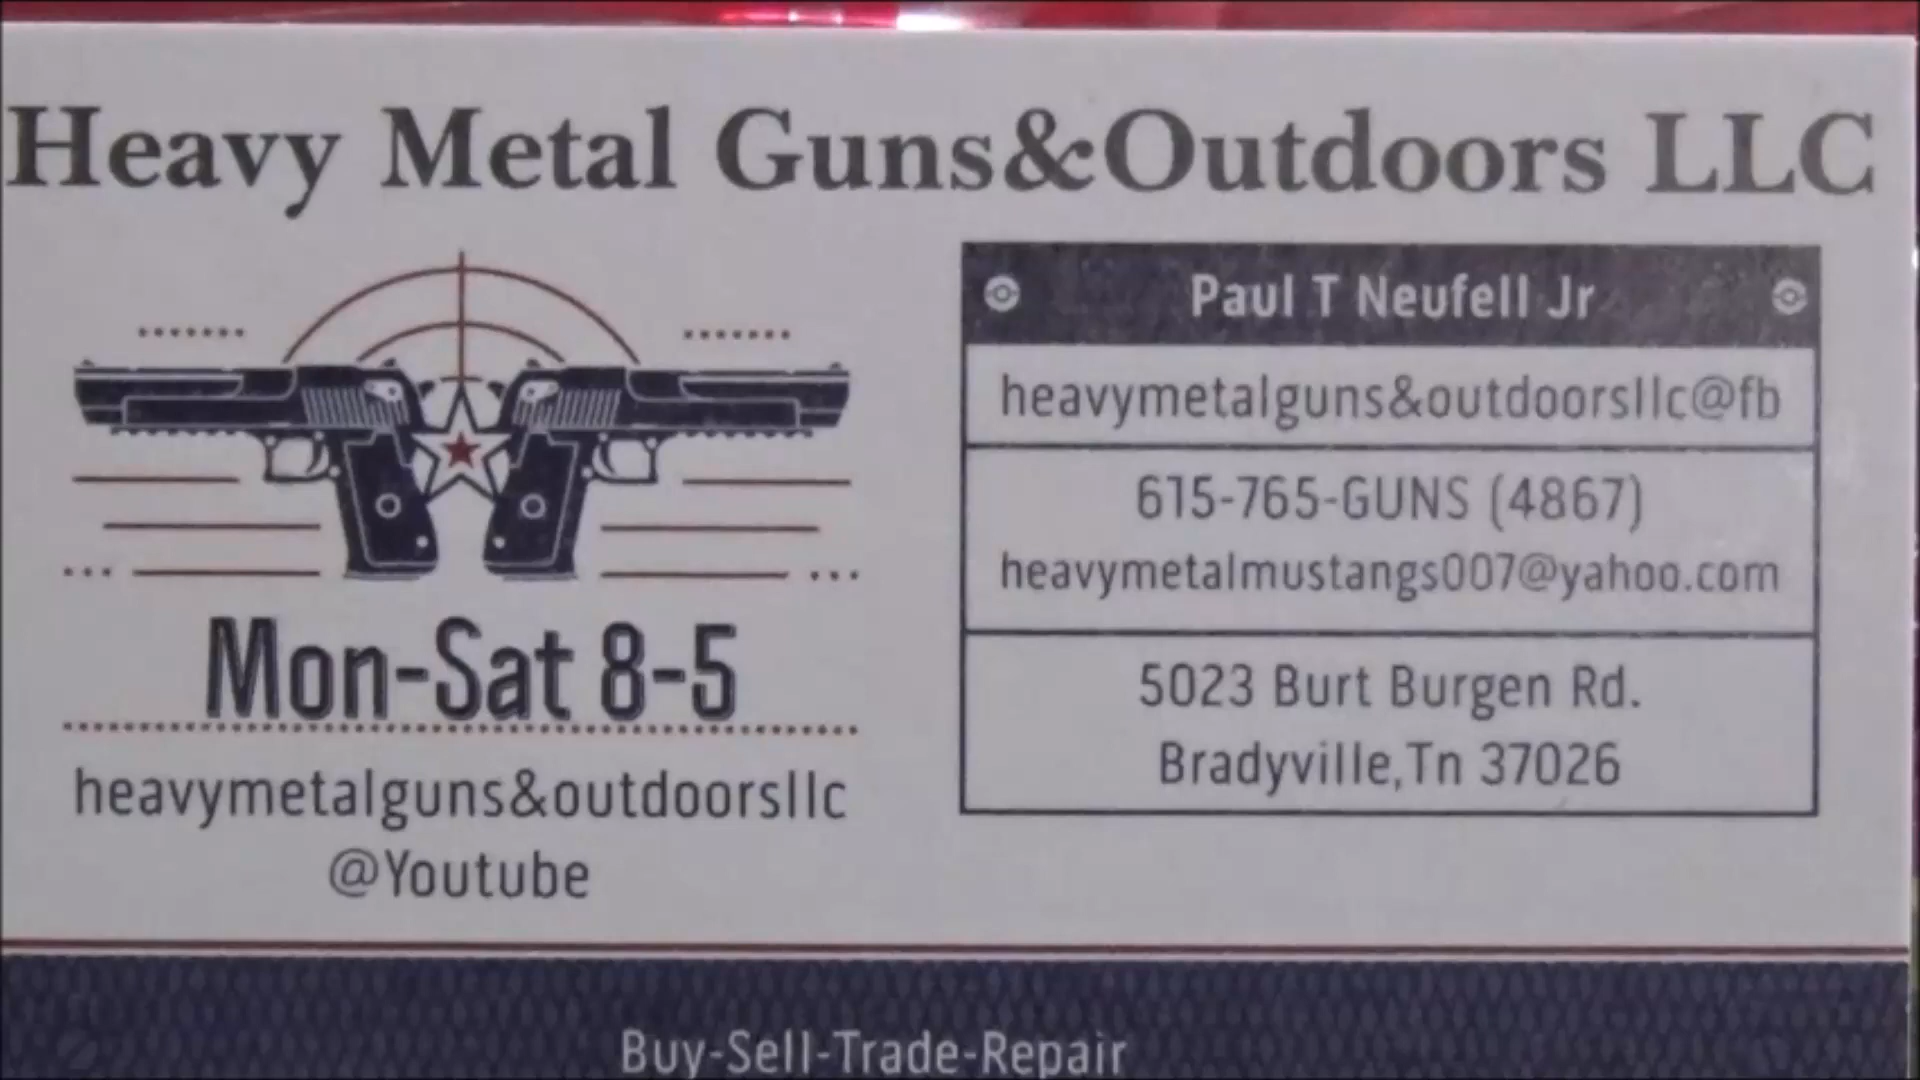 Heavy Metal Guns&Outdoors LLC
Mon-Sat 8-5
heavymetalguns&outdoorsllc
@Youtube
Paul T Neufell Jr
heavymetalguns&outdoorsllc@fb
615-765-GUNS (4867)
heavymetalmustangs007@yahoo.com
5023 Burt Burgen Rd.
Bradyville,Tn 37026
Buy-Sell-Trade-Repair